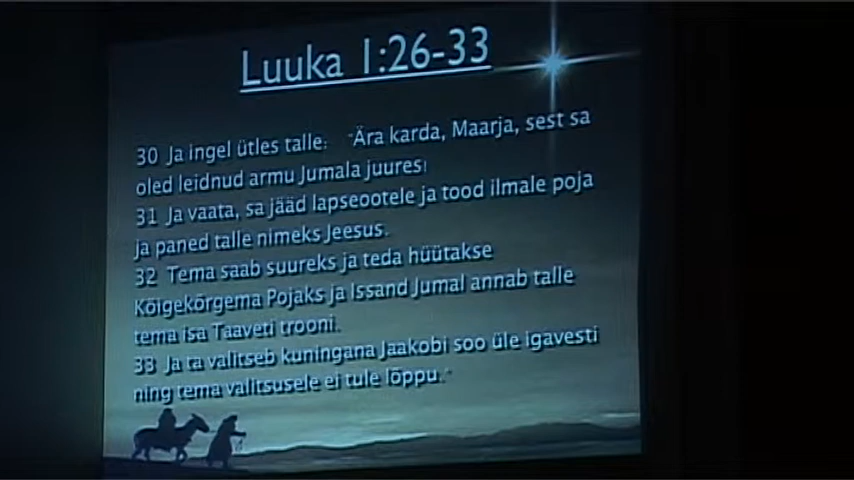 Luuka 1:26-33
30 Ja ingel ütles talle: "Ära karda, Maarja, sest sa
oled leidnud armu Jumala juures!
31 Ja vaata, sa jääd lapseootele ja tood ilmale poja
ja paned talle nimeks Jeesus.
32 Tema saab suureks ja teda hüütakse
Kõigekõrgema Pojaks ja Issand Jumal annab talle
tema isa Taaveti trooni.
33 Ja ta valitseb kuningana Jaakobi soo üle igavesti
ning tema valitsusele ei tule lõppu."